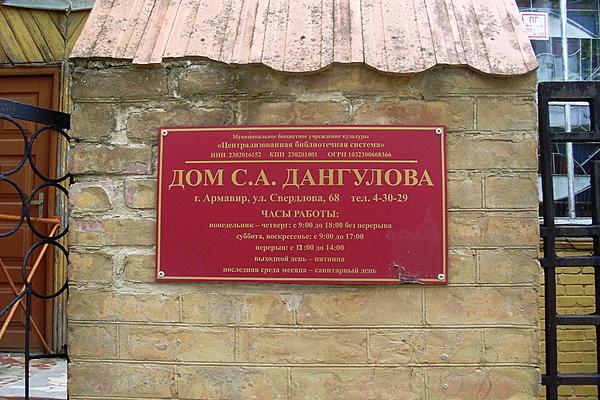 Муниципальное бюджетное учреждение культуры
«Централизованная библиотечная система»
ИНН 2302016152 КПП 230201001 ОГРН 1032300668366
ДОМ С.А. ДАНГУЛОВА
г. Армавир, ул. Свердлова, 68 тел. 4-30-29
ЧАСЫ РАБОТЫ:
понедельник – четверг: с 9:00 до 18:00 без перерыва
суббота, воскресенье: с 9:00 до 17:00
перерыв: с 13:00 до 14:00
выходной день – пятница
последняя среда месяца – санитарный день
ПГ